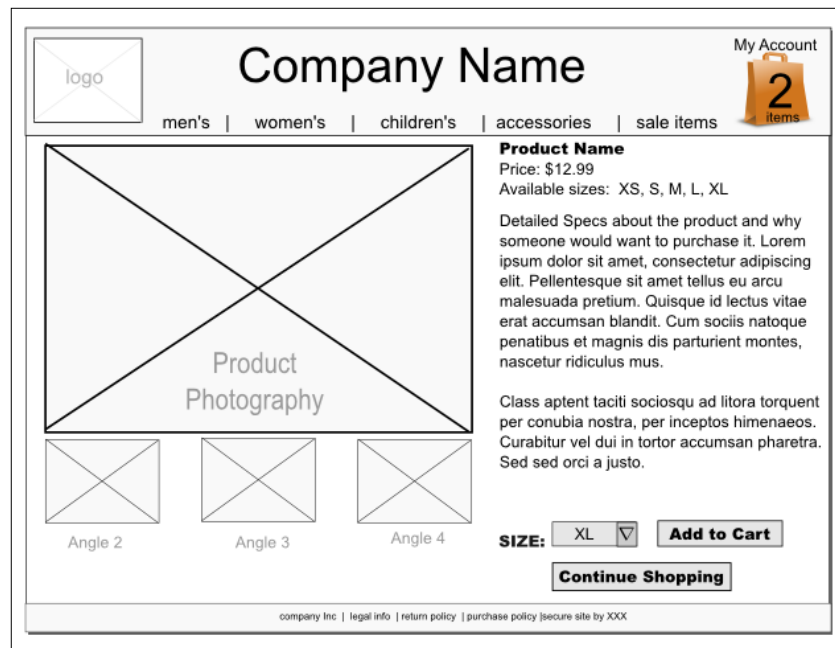 logo
Company Name
My Account
2
items
men's | women's | children's | accessories | sale items
Product
Photography
Angle 2
Angle 3
Angle 4
Product Name
Price: $12.99
Available sizes: XS, S, M, L, XL
Detailed Specs about the product and why
someone would want to purchase it. Lorem
ipsum dolor sit amet, consectetur adipiscing
elit. Pellentesque sit amet tellus eu arcu
malesuada pretium. Quisque id lectus vitae
erat accumsan blandit. Cum sociis natoque
penatibus et magnis dis parturient montes,
nascetur ridiculus mus.
Class aptent taciti sociosqu ad litora torquent
per conubia nostra, per inceptos himenaeos.
Curabitur vel dui in tortor accumsan pharetra.
Sed sed orci a justo.
SIZE: XL Add to Cart
Continue Shopping
company Inc | legal info | return policy | purchase policy |secure site by XXX